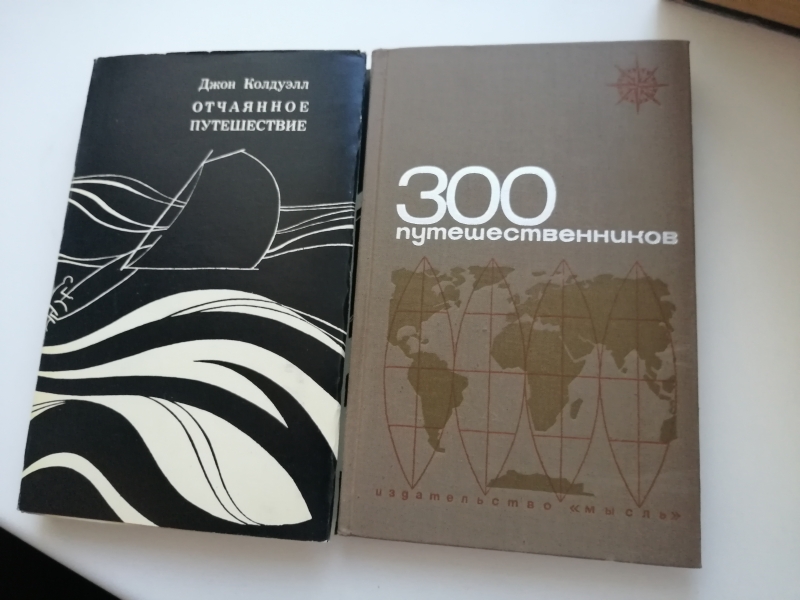 Джон Колдуэлл
ОТЧАЯННОЕ
ПУТЕШЕСТВИЕ
300
путешественников
издательство «мысль»